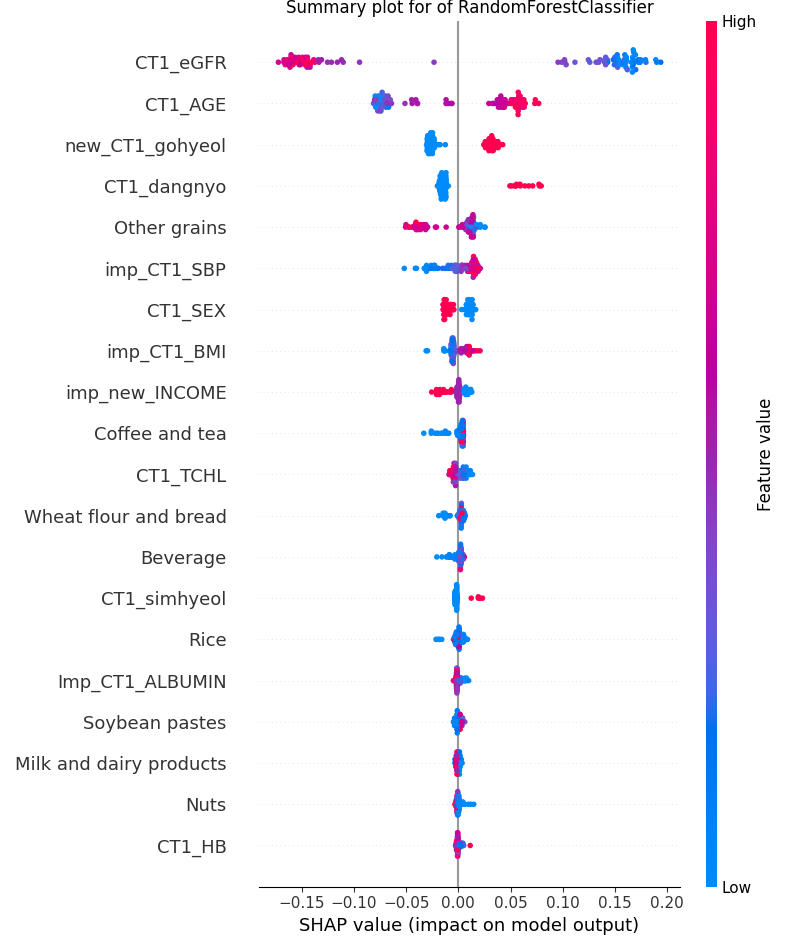 Summary plot for of RandomForestClassifier
High
CT1_eGFR
CT1_AGE
new_CT1_gohyeol
CT1_dangnyo
Other grains
imp_CT1_SBP
CT1_SEX
imp_CT1_BMI
imp_new_INCOME
Coffee and tea
CT1_TCHL
Wheat flour and bread
Beverage
CT1_simhyeol
Rice
Imp_CT1_ALBUMIN
Soybean pastes
Milk and dairy products
Nuts
CT1_HB
Feature value
Low
−0.15 −0.10 −0.05 0.00 0.05 0.10 0.15 0.20
SHAP value (impact on model output)